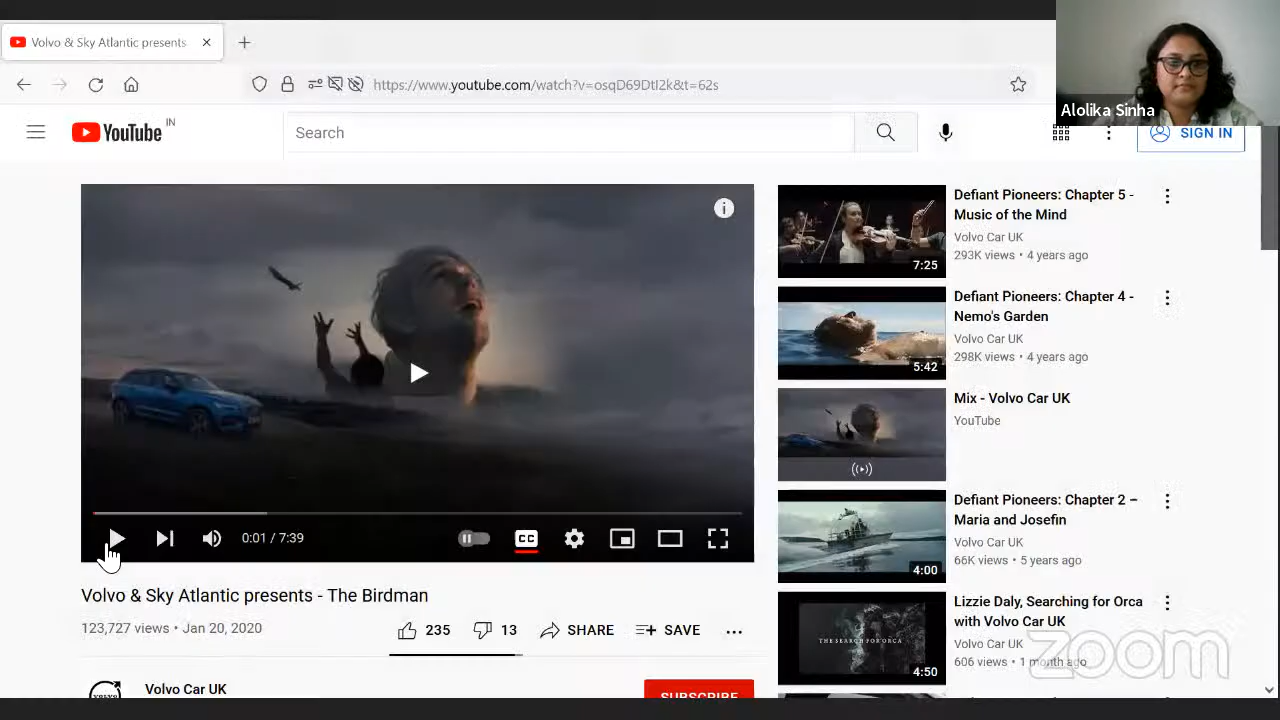 Volvo & Sky Atlantic presents
https://www.youtube.com/watch?v=osqD69DtI2k&t=62s
Alolika Sinha
YouTube IN
Search
SIGN IN
0:01 / 7:39
CC
Volvo & Sky Atlantic presents - The Birdman
123,727 views • Jan 20, 2020
235
13
SHARE
SAVE
Volvo Car UK
SUBSCRIBE
Defiant Pioneers: Chapter 5 -
Music of the Mind
Volvo Car UK
293K views • 4 years ago
7:25
Defiant Pioneers: Chapter 4 -
Nemo's Garden
Volvo Car UK
298K views • 4 years ago
5:42
Mix - Volvo Car UK
YouTube
Defiant Pioneers: Chapter 2 –
Maria and Josefin
Volvo Car UK
66K views • 5 years ago
4:00
Lizzie Daly, Searching for Orca
with Volvo Car UK
Volvo Car UK
606 views • 1 month ago
THE SEARCH FOR ORCA
4:50
zoom